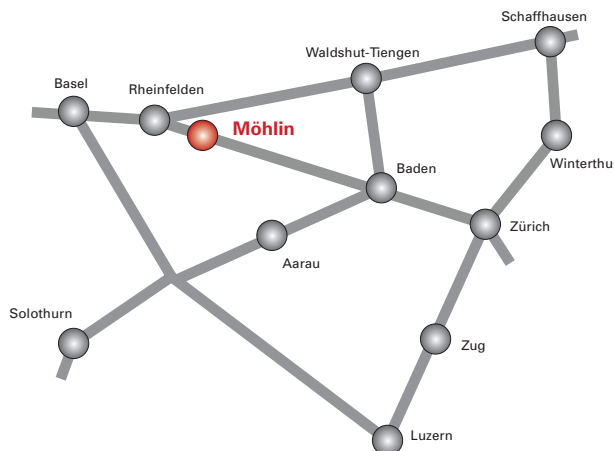 Schaffhausen
Waldshut-Tiengen
Basel
Rheinfelden
Möhlin
Winterthu
Baden
Zürich
Aarau
Solothurn
Zug
Luzern